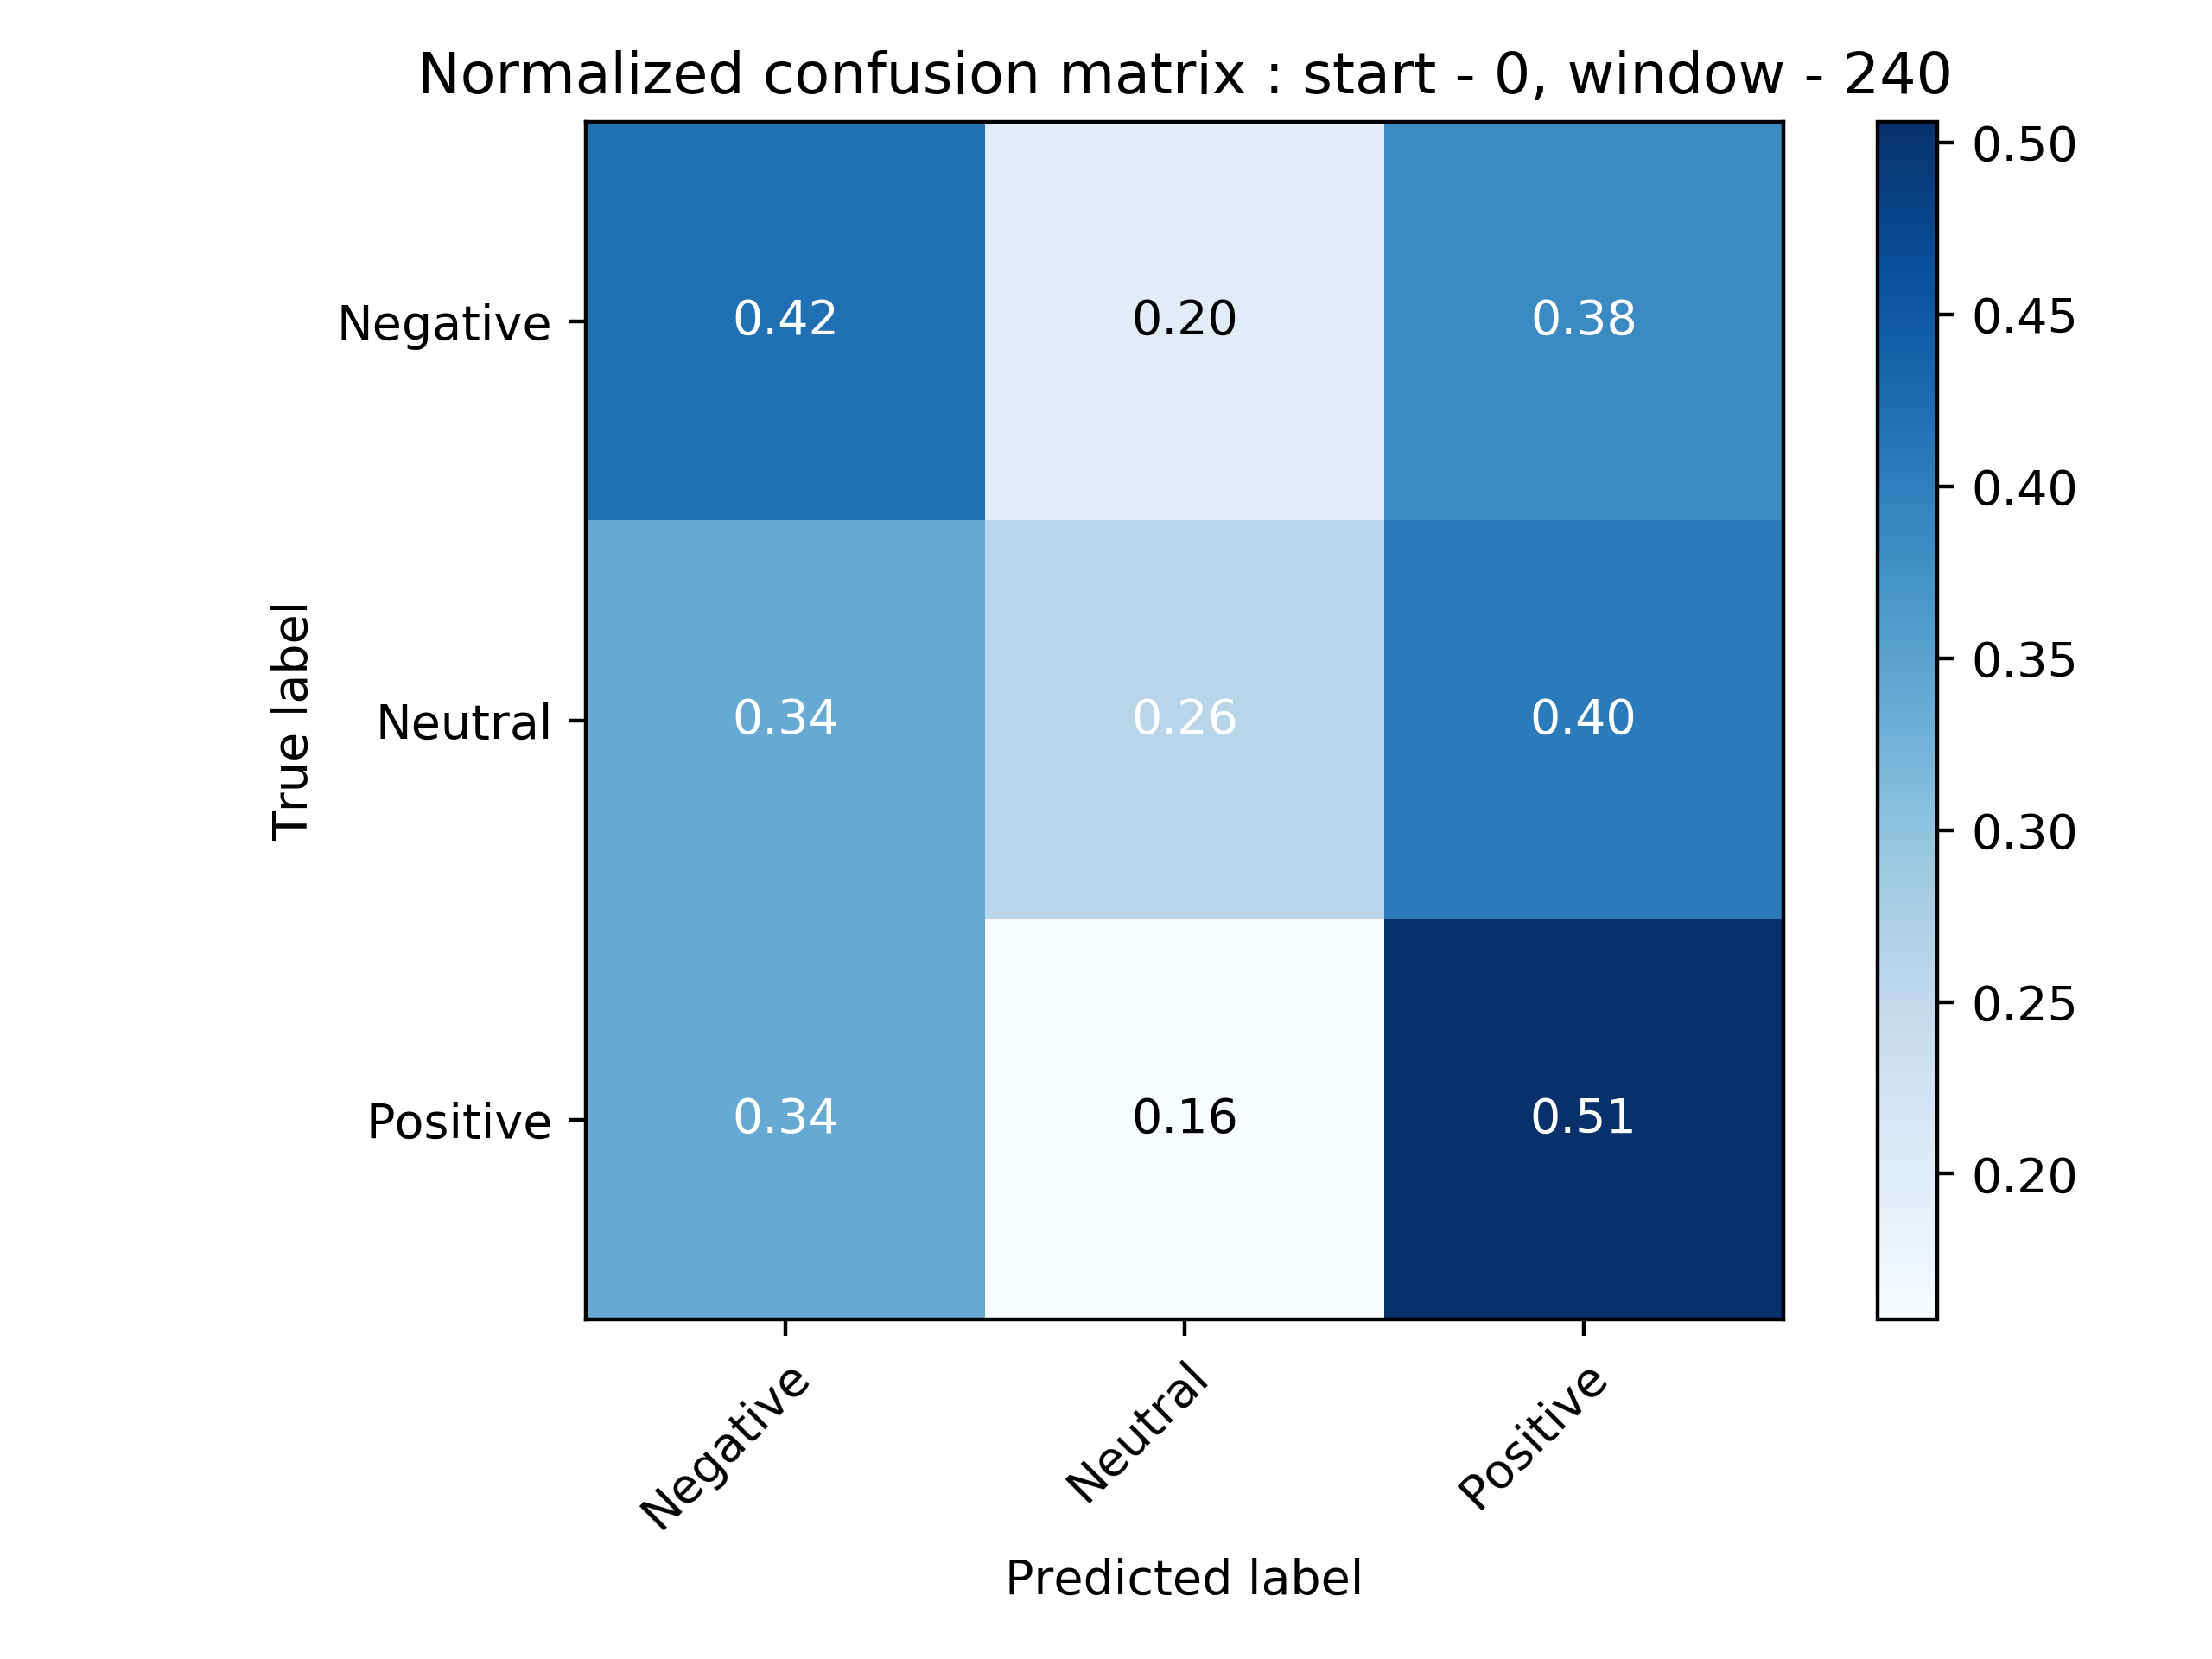 Normalized confusion matrix : start - 0, window - 240
True label
Negative
Neutral
Positive
0.42 0.20 0.38
0.34 0.26 0.40
0.34 0.16 0.51
Negative Neutral Positive
Predicted label
0.50
0.45
0.40
0.35
0.30
0.25
0.20